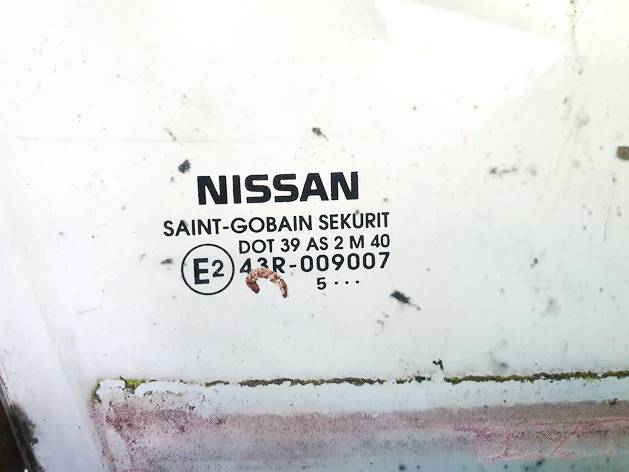 NISSAN
SAINT-GOBAIN SEKURIT
DOT 39 AS 2 M 40
E2 43R-009007
5 ···